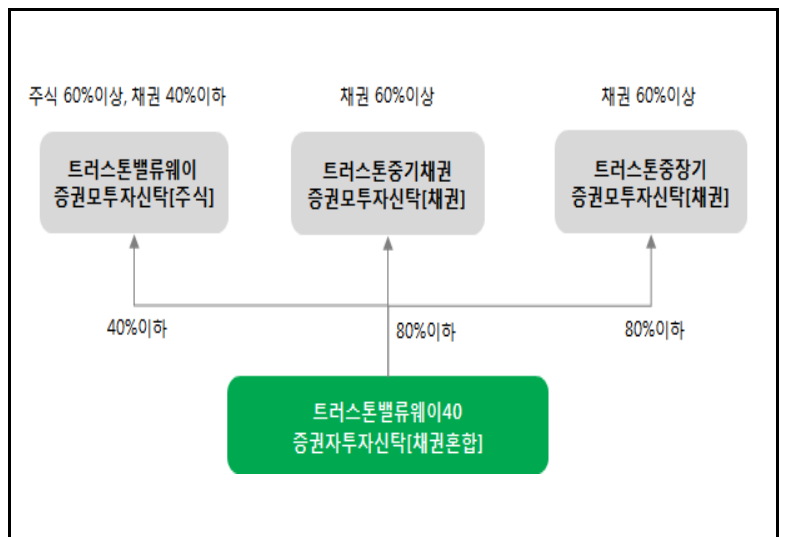 주식 60%이상, 채권 40%이하
채권 60%이상
채권 60%이상
트러스톤밸류웨이
증권모투자신탁[주식]
트러스톤중기채권
증권모투자신탁[채권]
트러스톤중장기
증권모투자신탁[채권]
40%이하
80%이하
80%이하
트러스톤밸류웨이40
증권자투자신탁[채권혼합]